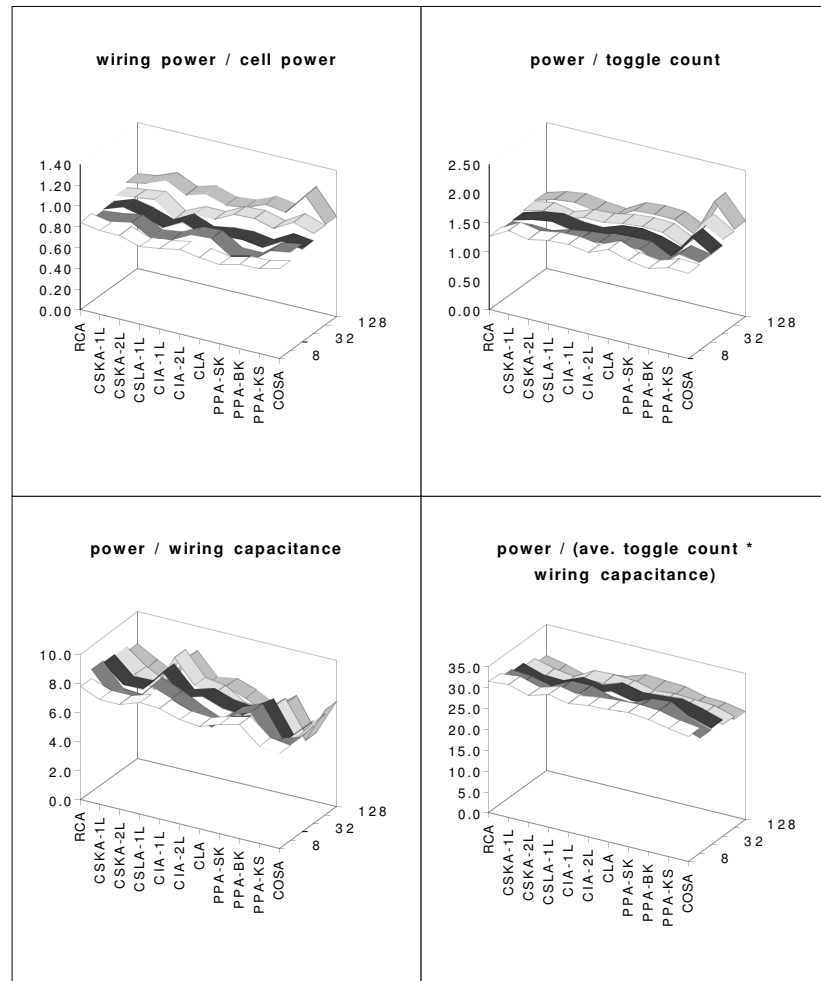 wiring power / cell power
1.40
1.20
1.00
0.80
0.60
0.40
0.20
0.00
RCA
CSKA-1L
CSKA-2L
CSLA-1L
CIA-1L
CIA-2L
CLA
PPA-SK
PPA-BK
PPA-KS
COSA
8
32
128
power / toggle count
2.50
2.00
1.50
1.00
0.50
0.00
RCA
CSKA-1L
CSKA-2L
CSLA-1L
CIA-1L
CIA-2L
CLA
PPA-SK
PPA-BK
PPA-KS
COSA
8
32
128
power / wiring capacitance
10.0
8.0
6.0
4.0
2.0
0.0
RCA
CSKA-1L
CSKA-2L
CSLA-1L
CIA-1L
CIA-2L
CLA
PPA-SK
PPA-BK
PPA-KS
COSA
8
32
128
power / (ave. toggle count *
wiring capacitance)
35.0
30.0
25.0
20.0
15.0
10.0
5.0
0.0
RCA
CSKA-1L
CSKA-2L
CSLA-1L
CIA-1L
CIA-2L
CLA
PPA-SK
PPA-BK
PPA-KS
COSA
8
32
128